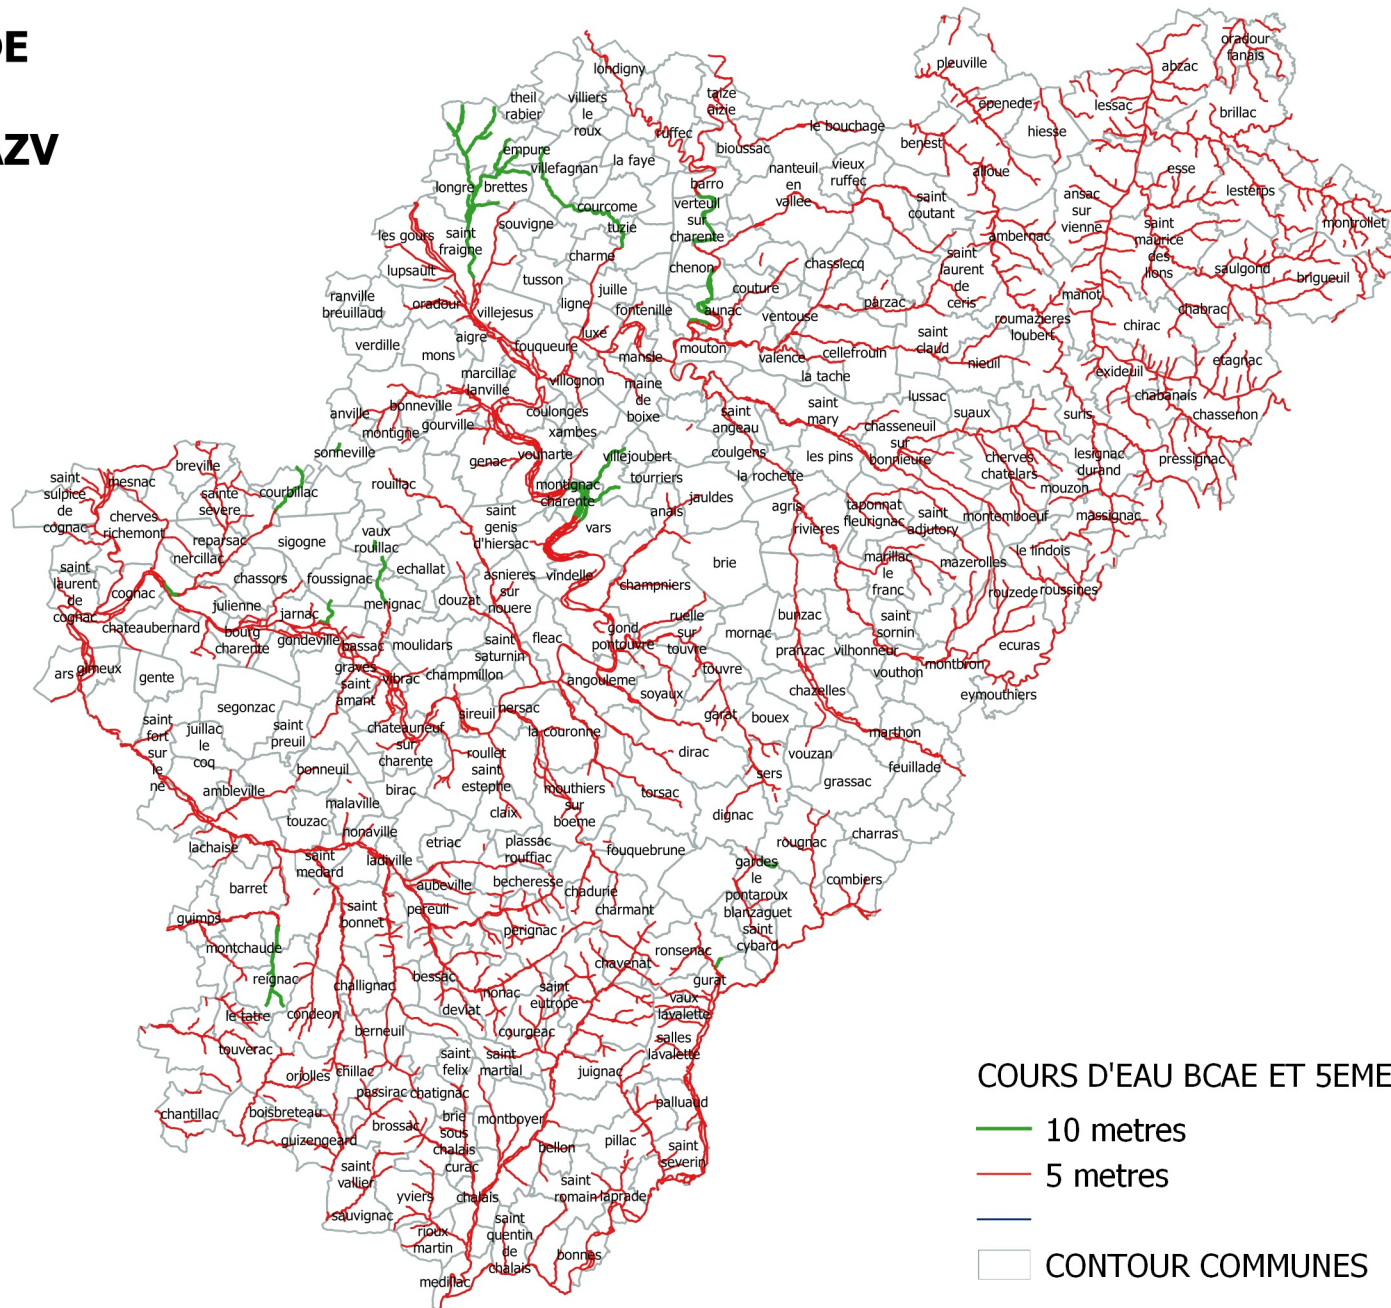 DE
AZV
londigny
theil
rabier
villiers
le
roux
taize
aizie
ruffec
le bouchage
bioussac
pleuville
epenede
hiesse
benest
alloue
abzac
oradour
fanais
lessac
brillac
esse
lesterps
montrollet
empure
villefagnan
la faye
longre
brettes
courcome
tuzie
souvigne
saint
fraigne
les gours
lupsault
barro
verteuil
sur
charente
nanteuil
en
vallee
vieux
ruffec
saint
coutant
ansac
sur
vienne
ambernac
saint
maurice
des
lions
saulgond
brigueuil
charme
chenon
chassiecq
saint
laurent
de
ceris
tusson
juille
ranville
breuillaud
oradour
villejesus
ligne
fontenille
aunac
couture
ventouse
parzac
manot
roumazieres
loubert
chabrac
chirac
etagnac
verdille
aigre
mons
fouqueure
luxe
mansle
mouton
valence
cellefrouin
saint
claud
nieuil
exideuil
chabanais
la tache
marcillac
lanville
villognon
maine
de
boixe
lussac
suaux
suris
chassenon
anville
bonneville
montigne
gourville
coulonges
xambes
saint
angeau
saint
mary
chasseneuil
sur
bonnieure
sonneville
genac
vouharte
villejoubert
coulgens
les pins
cherves
chatelars
lesignac
durand
pressignac
mouzon
saint
sulpice
de
cognac
mesnac
breville
sainte
severe
courbillac
rouillac
montignac
charente
tourriers
la rochette
jauldes
anais
agris
rivieres
taponnat
fleurignac
saint
adjutory
montemboeuf
massignac
cherves
richemont
reparsac
nercillac
sigogne
vaux
rouillac
saint
genis
d'hiersac
vars
brie
marillac
le
franc
mazerolles
le lindois
saint
laurent
de
cognac
cognac
chassors
foussignac
echallat
asnieres
sur
nouere
vindelle
champniers
rouzede
roussines
julienne
jarnac
merignac
douzat
chateaubernard
bourg
charente
gondeville
bassac
moulidars
saint
saturnin
fleac
gond
pontouvre
ruelle
sur
touvre
mornac
bunzac
pranzac
saint
sornin
vilhonneur
ecuras
montbron
vouthon
eymouthiers
ars
gimeux
gente
graves
saint
amant
vibrac
champmillon
angouleme
soyaux
touvre
chazelles
segonzac
saint
preuil
sireuil
nersac
garat
bouex
marthon
saint
fort
sur
le
ne
juillac
le
coq
chateauneuf
sur
charente
la couronne
roullet
saint
estephe
dirac
vouzan
feuillade
bonneuil
ambleville
birac
malaville
touzac
claix
mouthiers
sur
boeme
torsac
sers
grassac
dignac
lachaise
nonaville
saint
medard
ladiville
etriac
plassac
rouffiac
fouquebrune
rougnac
charras
gardes
le
pontaroux
combiers
barret
aubeville
becheresse
chadurie
charmant
blanzaguet
saint
cybard
guimps
saint
bonnet
pereuil
perignac
montchaude
ronsenac
chavenat
reignac
challignac
bessac
nonac
saint
eutrope
gurat
vaux
lavalette
le tatre
condeon
deviat
berneuil
courgeac
salles
lavalette
touverac
oriolles
chillac
saint
felix
saint
martial
juignac
passirac
chatignac
palluaud
chantillac
boisbreteau
brossac
brie
sous
chalais
montboyer
guizengeard
pillac
bellon
saint
severin
saint
vallier
curac
yviers
chalais
saint
romain
laprade
sauvignac
rioux
martin
saint
quentin
de
chalais
bonnes
medillac
COURS D'EAU BCAE ET 5EME
10 metres
5 metres
CONTOUR COMMUNES